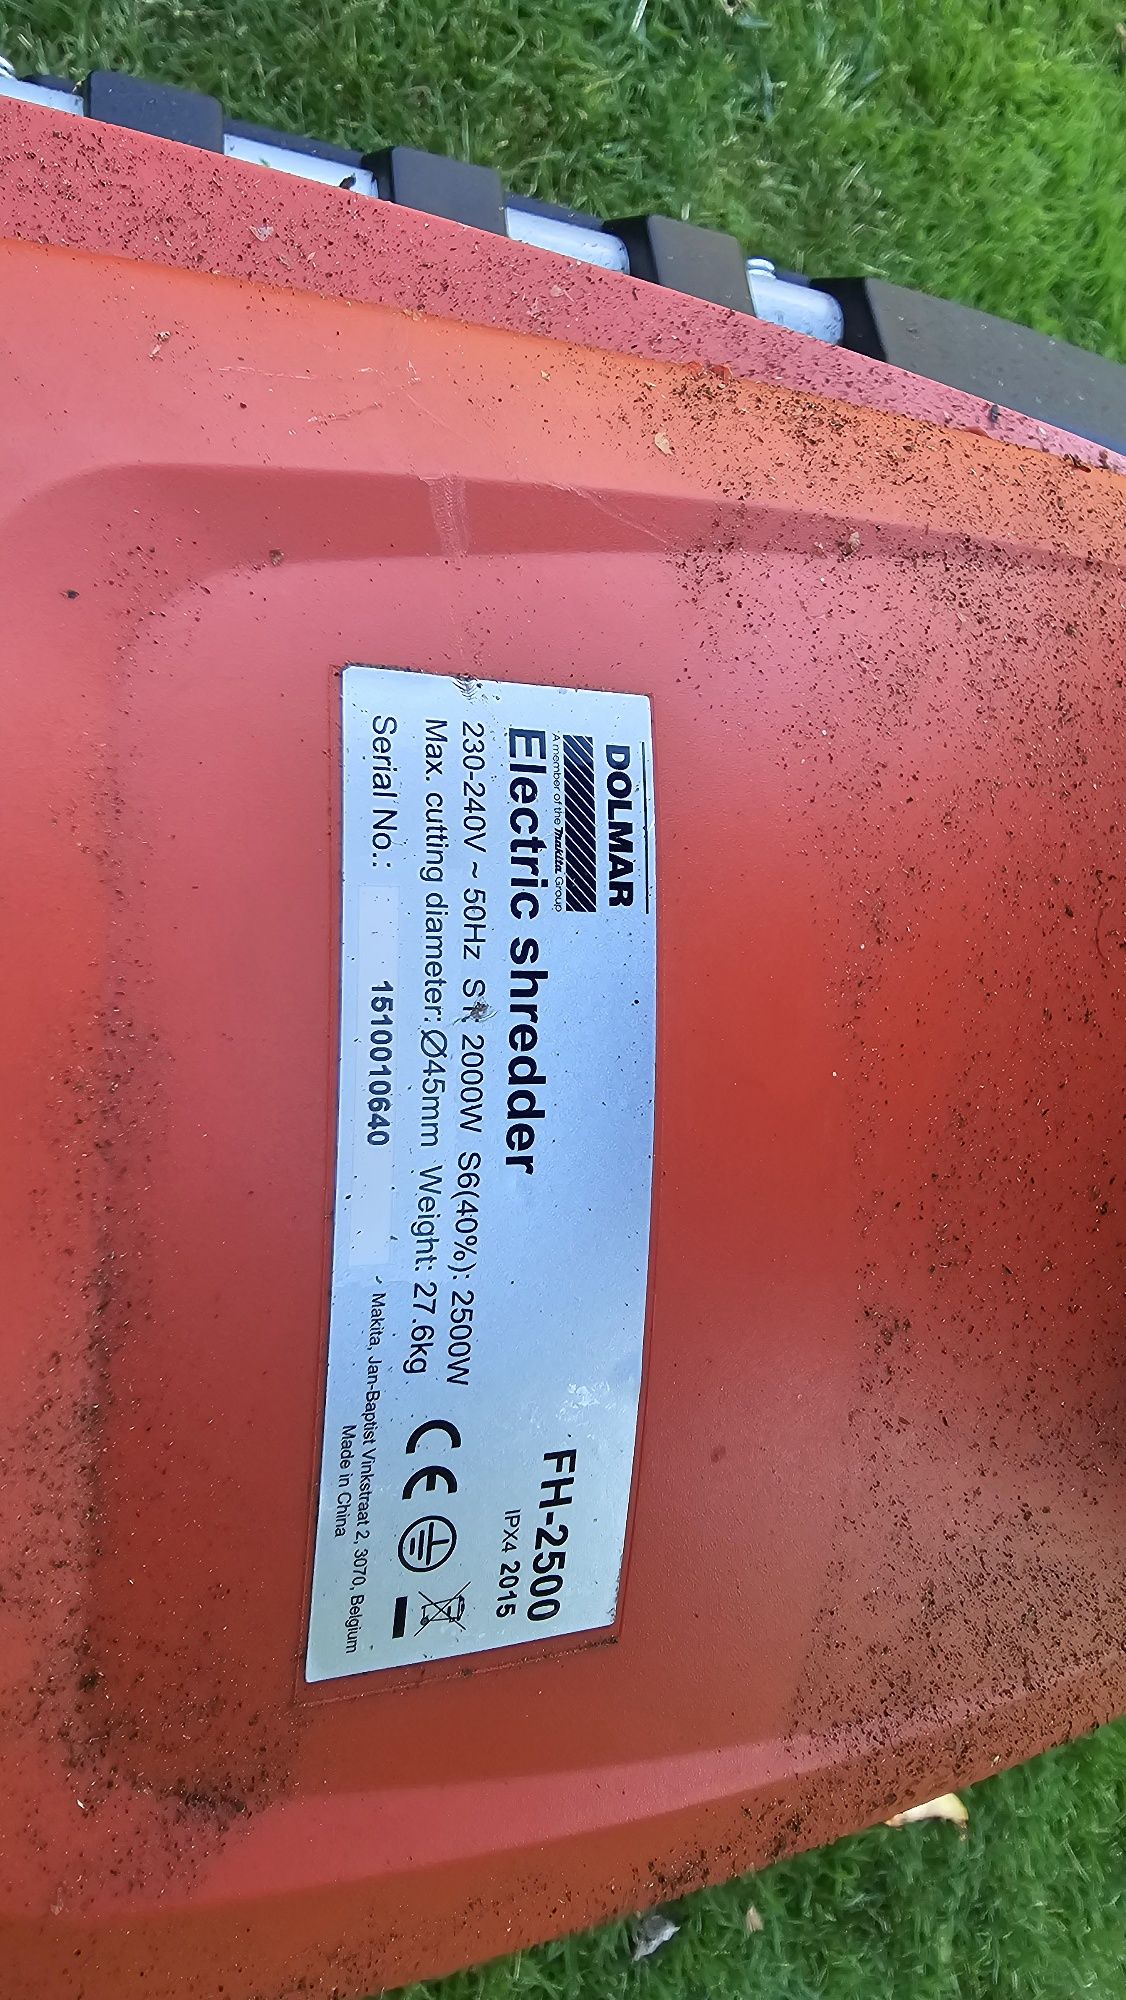 DOLMAR
A member of the makita Group
Electric shredder
FH-2500
IPX4 2015
230-240V ~ 50Hz S1: 2000W S6(40%): 2500W
Max. cutting diameter: Ø45mm Weight: 27.6kg
CE
Serial No.: 1510010640
Makita, Jan-Baptist Vinkstraat 2, 3070, Belgium
Made in China